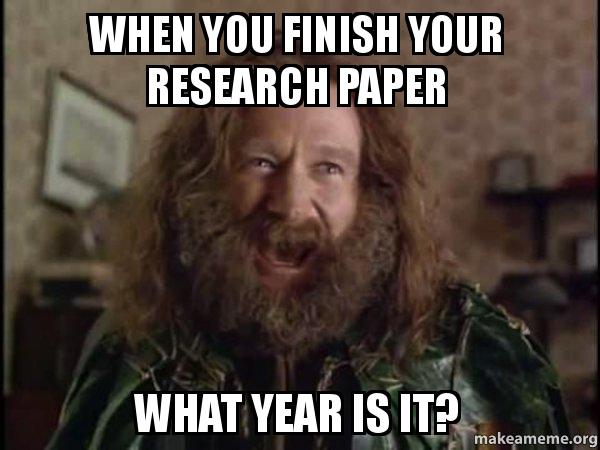 WHEN YOU FINISH YOUR
RESEARCH PAPER
WHAT YEAR IS IT?
makeameme.org